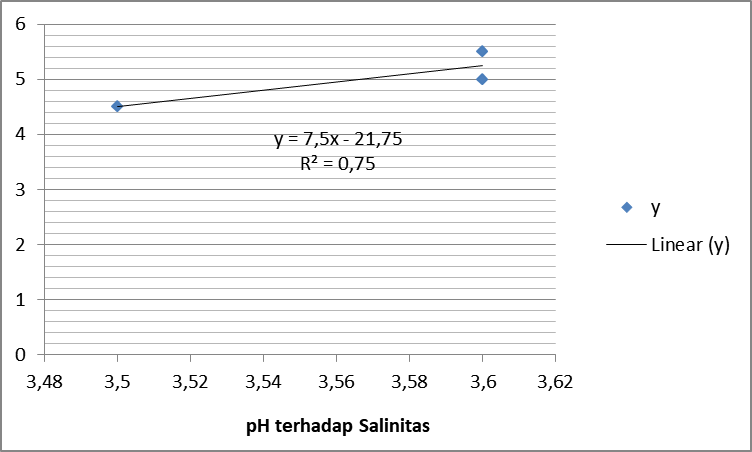 6
5
4
3
2
1
0
y = 7,5x - 21,75
R² = 0,75
y
Linear (y)
3,48 3,5 3,52 3,54 3,56 3,58 3,6 3,62
pH terhadap Salinitas